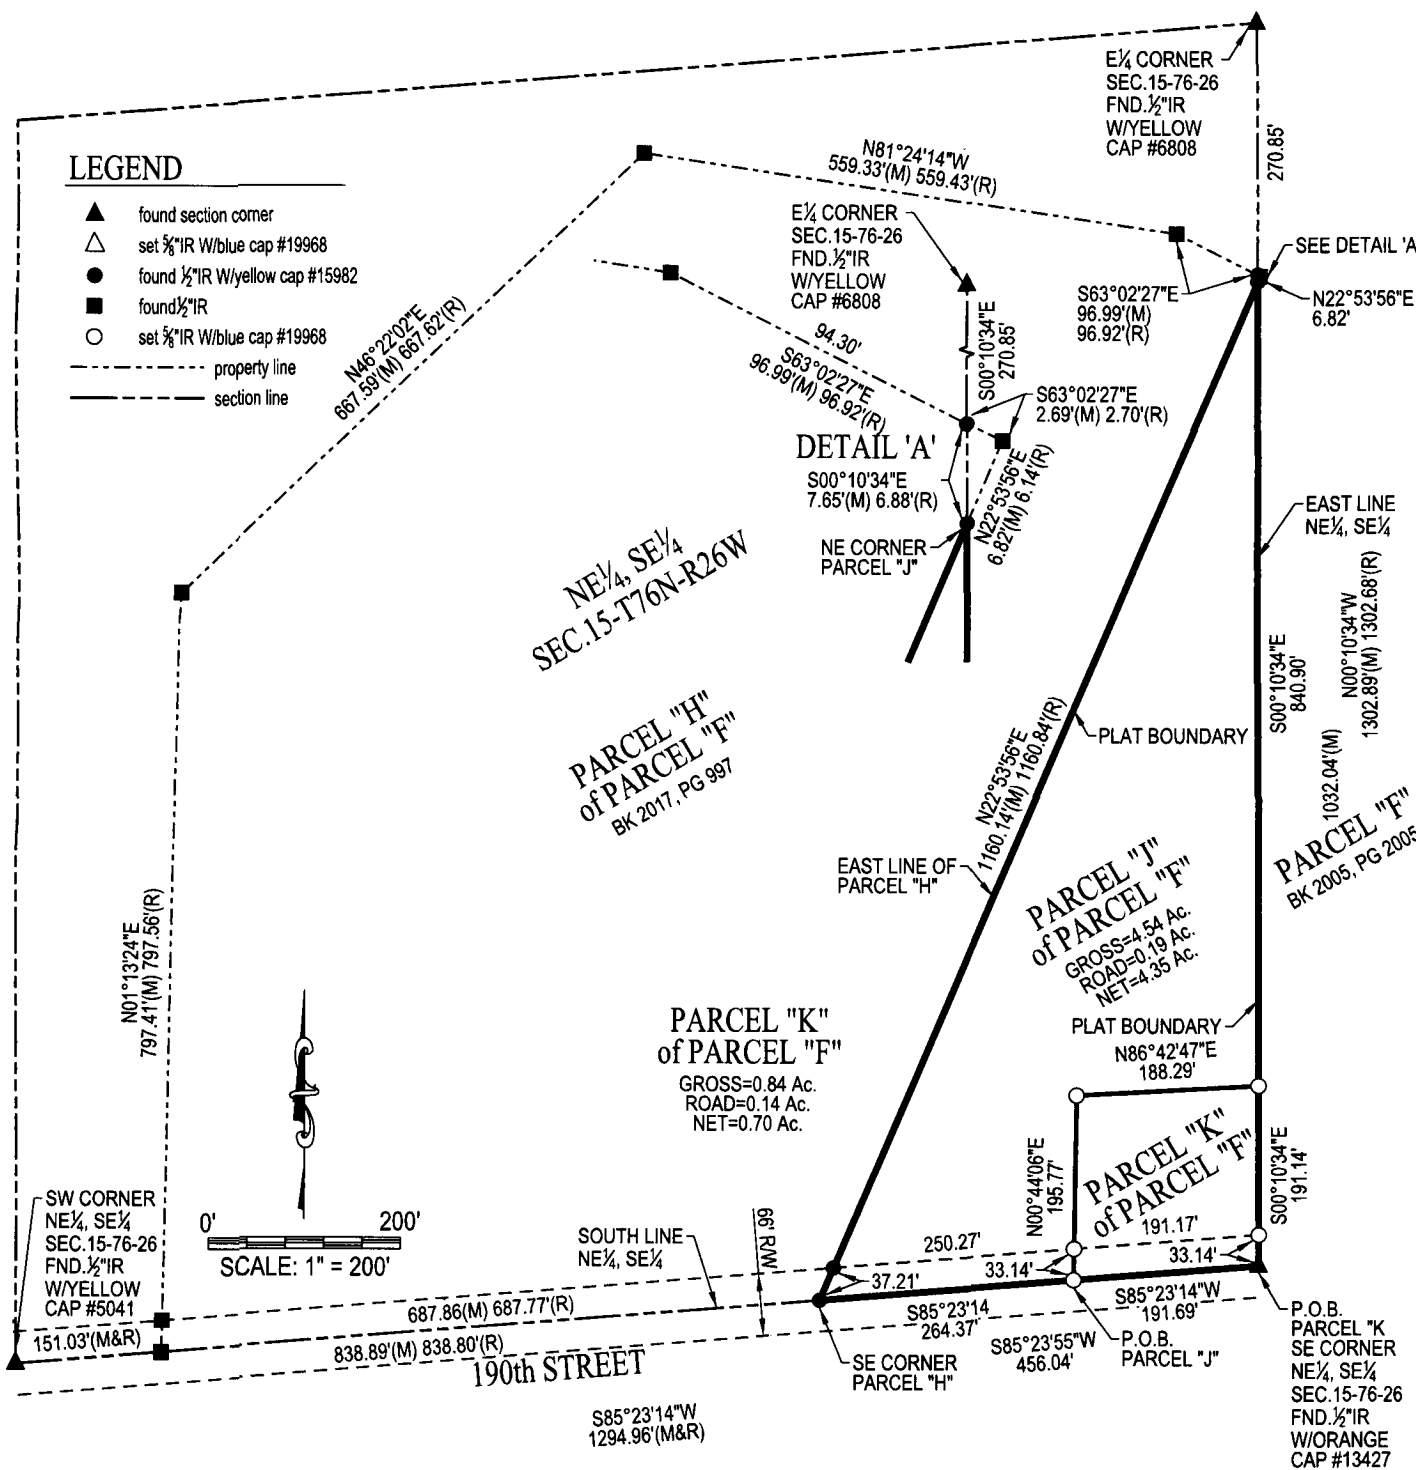 E¼ CORNER
SEC.15-76-26
FND.½"IR
W/YELLOW
CAP #6808
270.85'
LEGEND
found section corner
set ⅝"IR W/blue cap #19968
found ½"IR W/yellow cap #15982
found½"IR
set ⅝"IR W/blue cap #19968
property line
section line
N81°24'14"W
559.33'(M) 559.43'(R)
E¼ CORNER
SEC.15-76-26
FND.½"IR
W/YELLOW
CAP #6808
SEE DETAIL 'A
S63°02'27"E
96.99'(M)
96.92'(R)
N22°53'56"E
6.82'
N46°22'02"E
667.59'(M) 667.62'(R)
94.30'
S63°02'27"E
96.99'(M) 96.92'(R)
S00°10'34"E
270.85'
S63°02'27"E
2.69'(M) 2.70'(R)
DETAIL 'A'
S00°10'34"E
7.65'(M) 6.88'(R)
N22°53'56"E
6.82'(M) 6.14'(R)
NE CORNER
PARCEL "J"
EAST LINE
NE¼, SE¼
NE¼, SE¼
SEC.15-T76N-R26W
N00°10'34"W
1302.89'(M) 1302.68'(R)
S00°10'34"E
840.90'
1032.04'(M)
PARCEL "H"
of PARCEL "F"
BK 2017, PG 997
PLAT BOUNDARY
N22°53'56"E
1160.14'(M) 1160.84'(R)
PARCEL "F"
BK 2005, PG 2005
EAST LINE OF
PARCEL "H"
PARCEL "J"
of PARCEL "F"
GROSS=4.54 Ac.
ROAD=0.19 Ac.
NET=4.35 Ac.
N01°13'24"E
797.41'(M) 797.56'(R)
PARCEL "K"
of PARCEL "F"
GROSS=0.84 Ac.
ROAD=0.14 Ac.
NET=0.70 Ac.
PLAT BOUNDARY
N86°42'47"E
188.29'
N00°44'06"E
195.77'
PARCEL "K"
of PARCEL "F"
S00°10'34"E
191.14'
SW CORNER
NE¼, SE¼
SEC.15-76-26
FND.½"IR
W/YELLOW
CAP #5041
0'
200'
SCALE: 1" = 200'
SOUTH LINE
NE¼, SE¼
66' R/W
250.27'
191.17'
37.21'
33.14'
33.14'
687.86(M) 687.77'(R)
S85°23'14
264.37'
S85°23'14"W
191.69'
151.03'(M&R)
838.89'(M) 838.80'(R)
190th STREET
S85°23'55"W
456.04'
P.O.B.
PARCEL "J"
SE CORNER
PARCEL "H"
P.O.B.
PARCEL "K
SE CORNER
NE¼, SE¼
SEC.15-76-26
FND.½"IR
W/ORANGE
CAP #13427
S85°23'14"W
1294.96'(M&R)